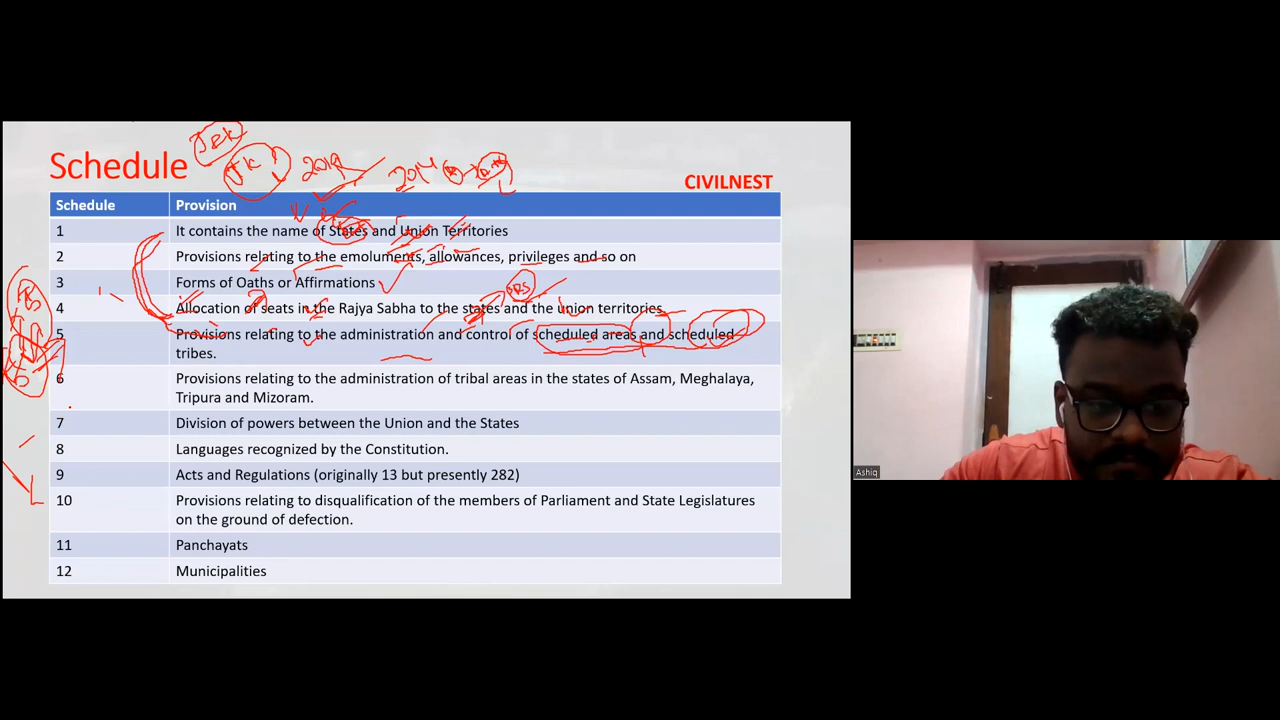 J&K
JK
2019
2014
Schedule
CIVILNEST
Schedule Provision
1 It contains the name of States and Union Territories
2 Provisions relating to the emoluments, allowances, privileges and so on
3 Forms of Oaths or Affirmations
4 Allocation of seats in the Rajya Sabha to the states and the union territories.
5 Provisions relating to the administration and control of scheduled areas and scheduled
tribes.
6 Provisions relating to the administration of tribal areas in the states of Assam, Meghalaya,
Tripura and Mizoram.
7 Division of powers between the Union and the States
8 Languages recognized by the Constitution.
9 Acts and Regulations (originally 13 but presently 282)
10 Provisions relating to disqualification of the members of Parliament and State Legislatures
on the ground of defection.
11 Panchayats
12 Municipalities
Ashiq